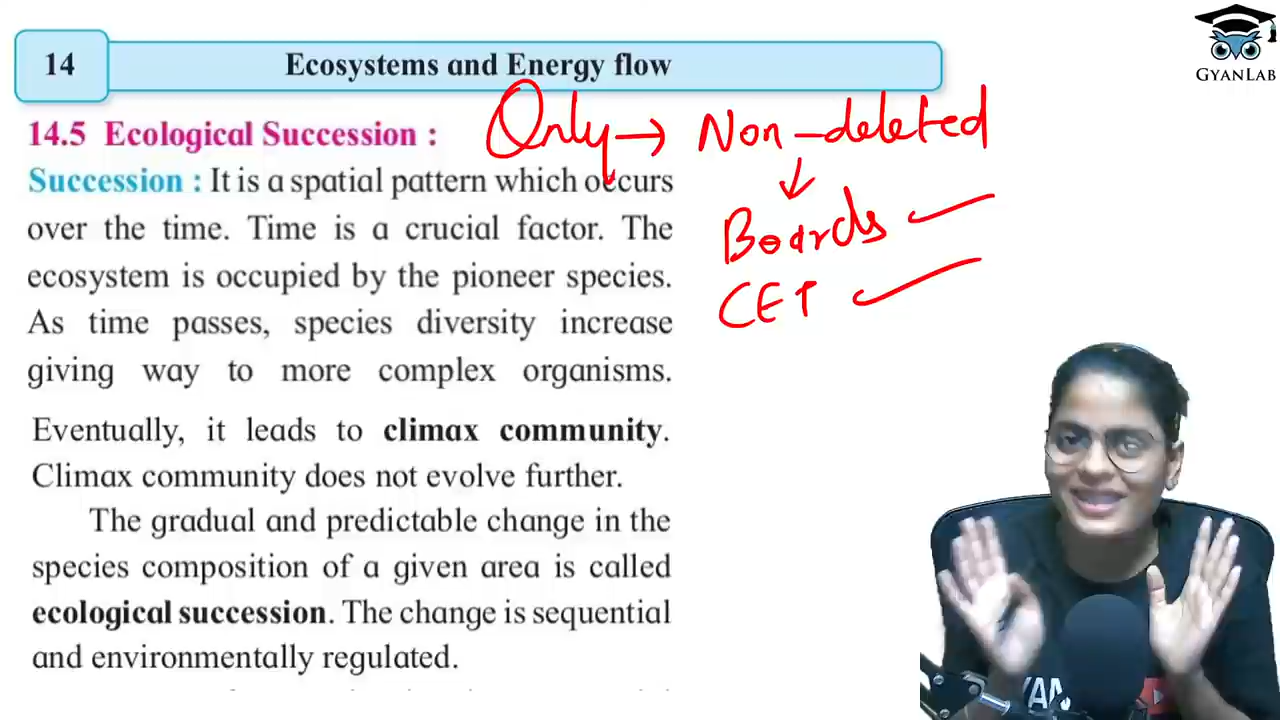 14
Ecosystems and Energy flow
GYANLAB
14.5 Ecological Succession :
Only → Non-deleted
Succession : It is a spatial pattern which occurs
over the time. Time is a crucial factor. The
Boards
ecosystem is occupied by the pioneer species.
CET
As time passes, species diversity increase
giving way to more complex organisms.
Eventually, it leads to climax community.
Climax community does not evolve further.
The gradual and predictable change in the
species composition of a given area is called
ecological succession. The change is sequential
and environmentally regulated.